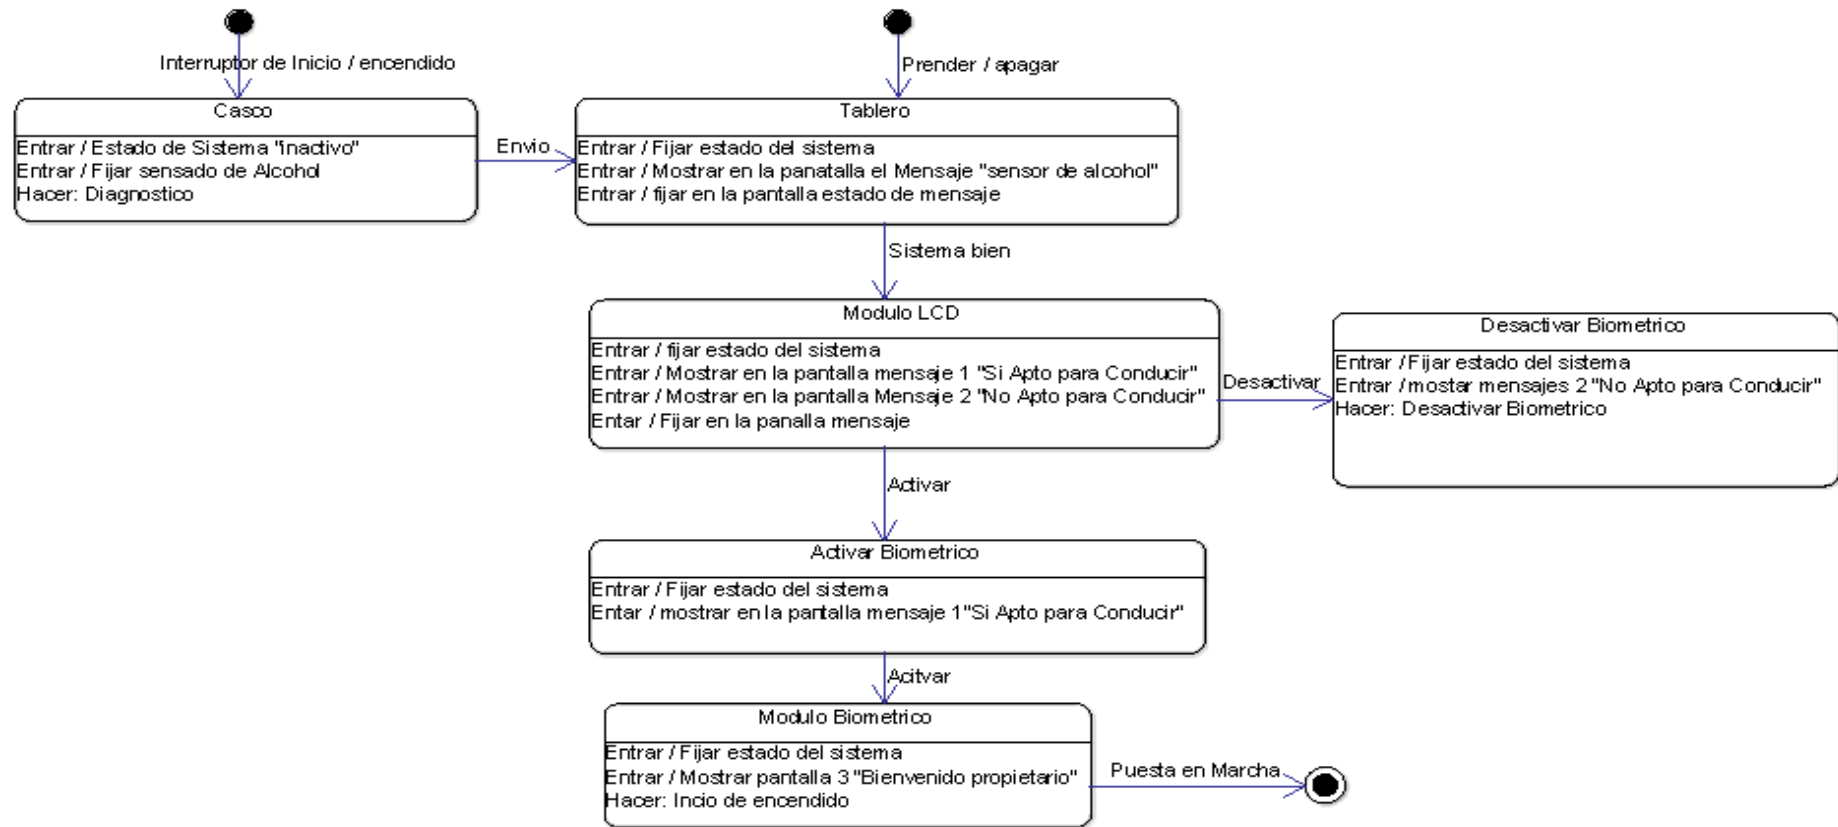 Interruptor de Inicio / encendido
Prender / apagar
Casco
Entrar / Estado de Sistema "inactivo"
Entrar / Fijar sensado de Alcohol
Hacer: Diagnostico
Envio
Tablero
Entrar / Fijar estado del sistema
Entrar / Mostrar en la panatalla el Mensaje "sensor de alcohol"
Entrar / fijar en la pantalla estado de mensaje
Sistema bien
Modulo LCD
Entrar / fijar estado del sistema
Entrar / Mostrar en la pantalla mensaje 1 "Si Apto para Conducir"
Entrar / Mostrar en la pantalla Mensaje 2 "No Apto para Conducir"
Entar / Fijar en la panalla mensaje
Desactivar
Desactivar Biometrico
Entrar / Fijar estado del sistema
Entrar / mostar mensajes 2 "No Apto para Conducir"
Hacer: Desactivar Biometrico
Activar
Activar Biometrico
Entrar / Fijar estado del sistema
Entar / mostrar en la pantalla mensaje 1"Si Apto para Conducir"
Acitvar
Modulo Biometrico
Entrar / Fijar estado del sistema
Entrar / Mostrar pantalla 3 "Bienvenido propietario"
Hacer: Incio de encendido
Puesta en Marcha